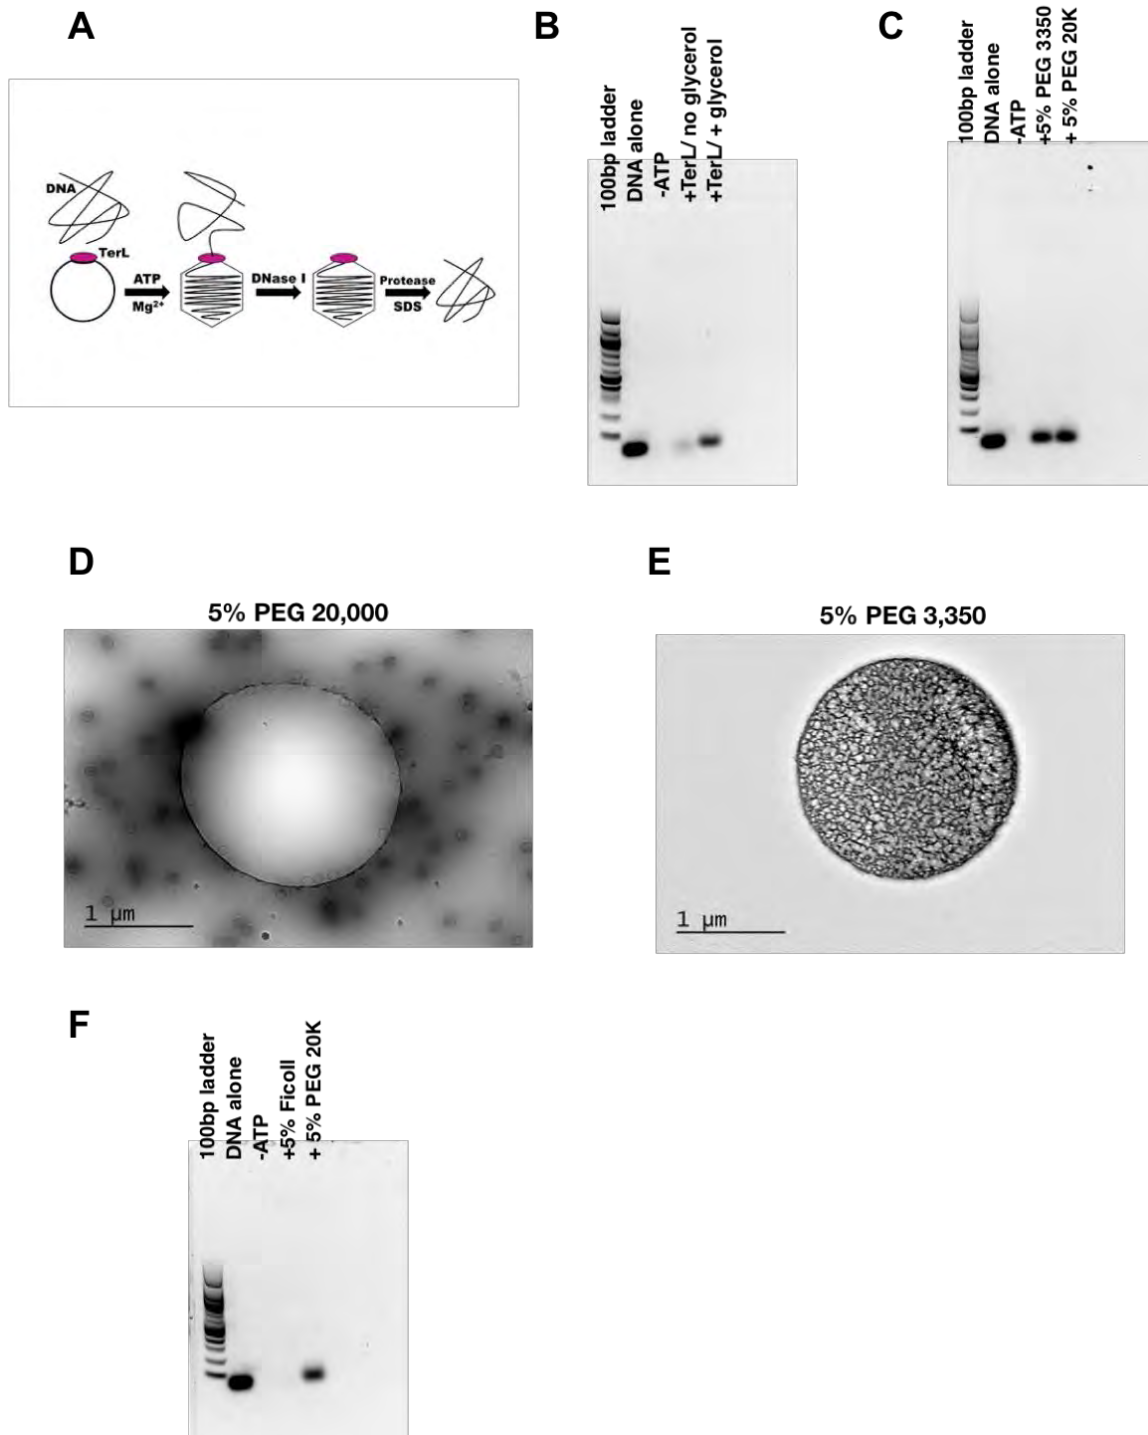 A
DNA
TerL
ATP
Mg²⁺
DNase I
Protease
SDS
B
100bp ladder
DNA alone
-ATP
+TerL/ no glycerol
+TerL/ + glycerol
C
100bp ladder
DNA alone
-ATP
+5% PEG 3350
+ 5% PEG 20K
D
5% PEG 20,000
1 µm
E
5% PEG 3,350
1 µm
F
100bp ladder
DNA alone
-ATP
+5% Ficoll
+ 5% PEG 20K